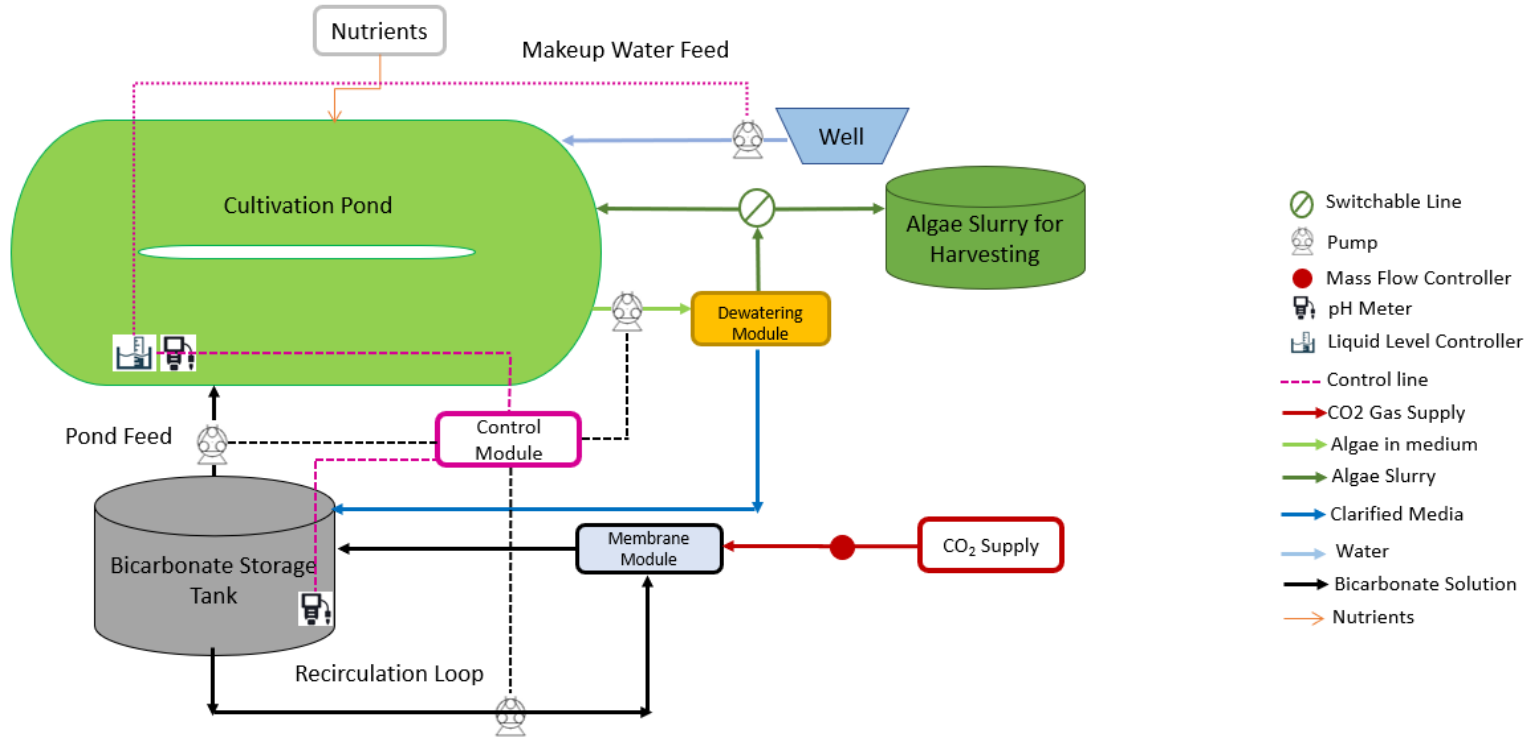 Nutrients
Makeup Water Feed
Well
Cultivation Pond
Algae Slurry for
Harvesting
Dewatering
Module
Pond Feed
Control
Module
Membrane
Module
CO₂ Supply
Bicarbonate Storage
Tank
Recirculation Loop
Switchable Line
Pump
Mass Flow Controller
pH Meter
Liquid Level Controller
Control line
CO2 Gas Supply
Algae in medium
Algae Slurry
Clarified Media
Water
Bicarbonate Solution
Nutrients